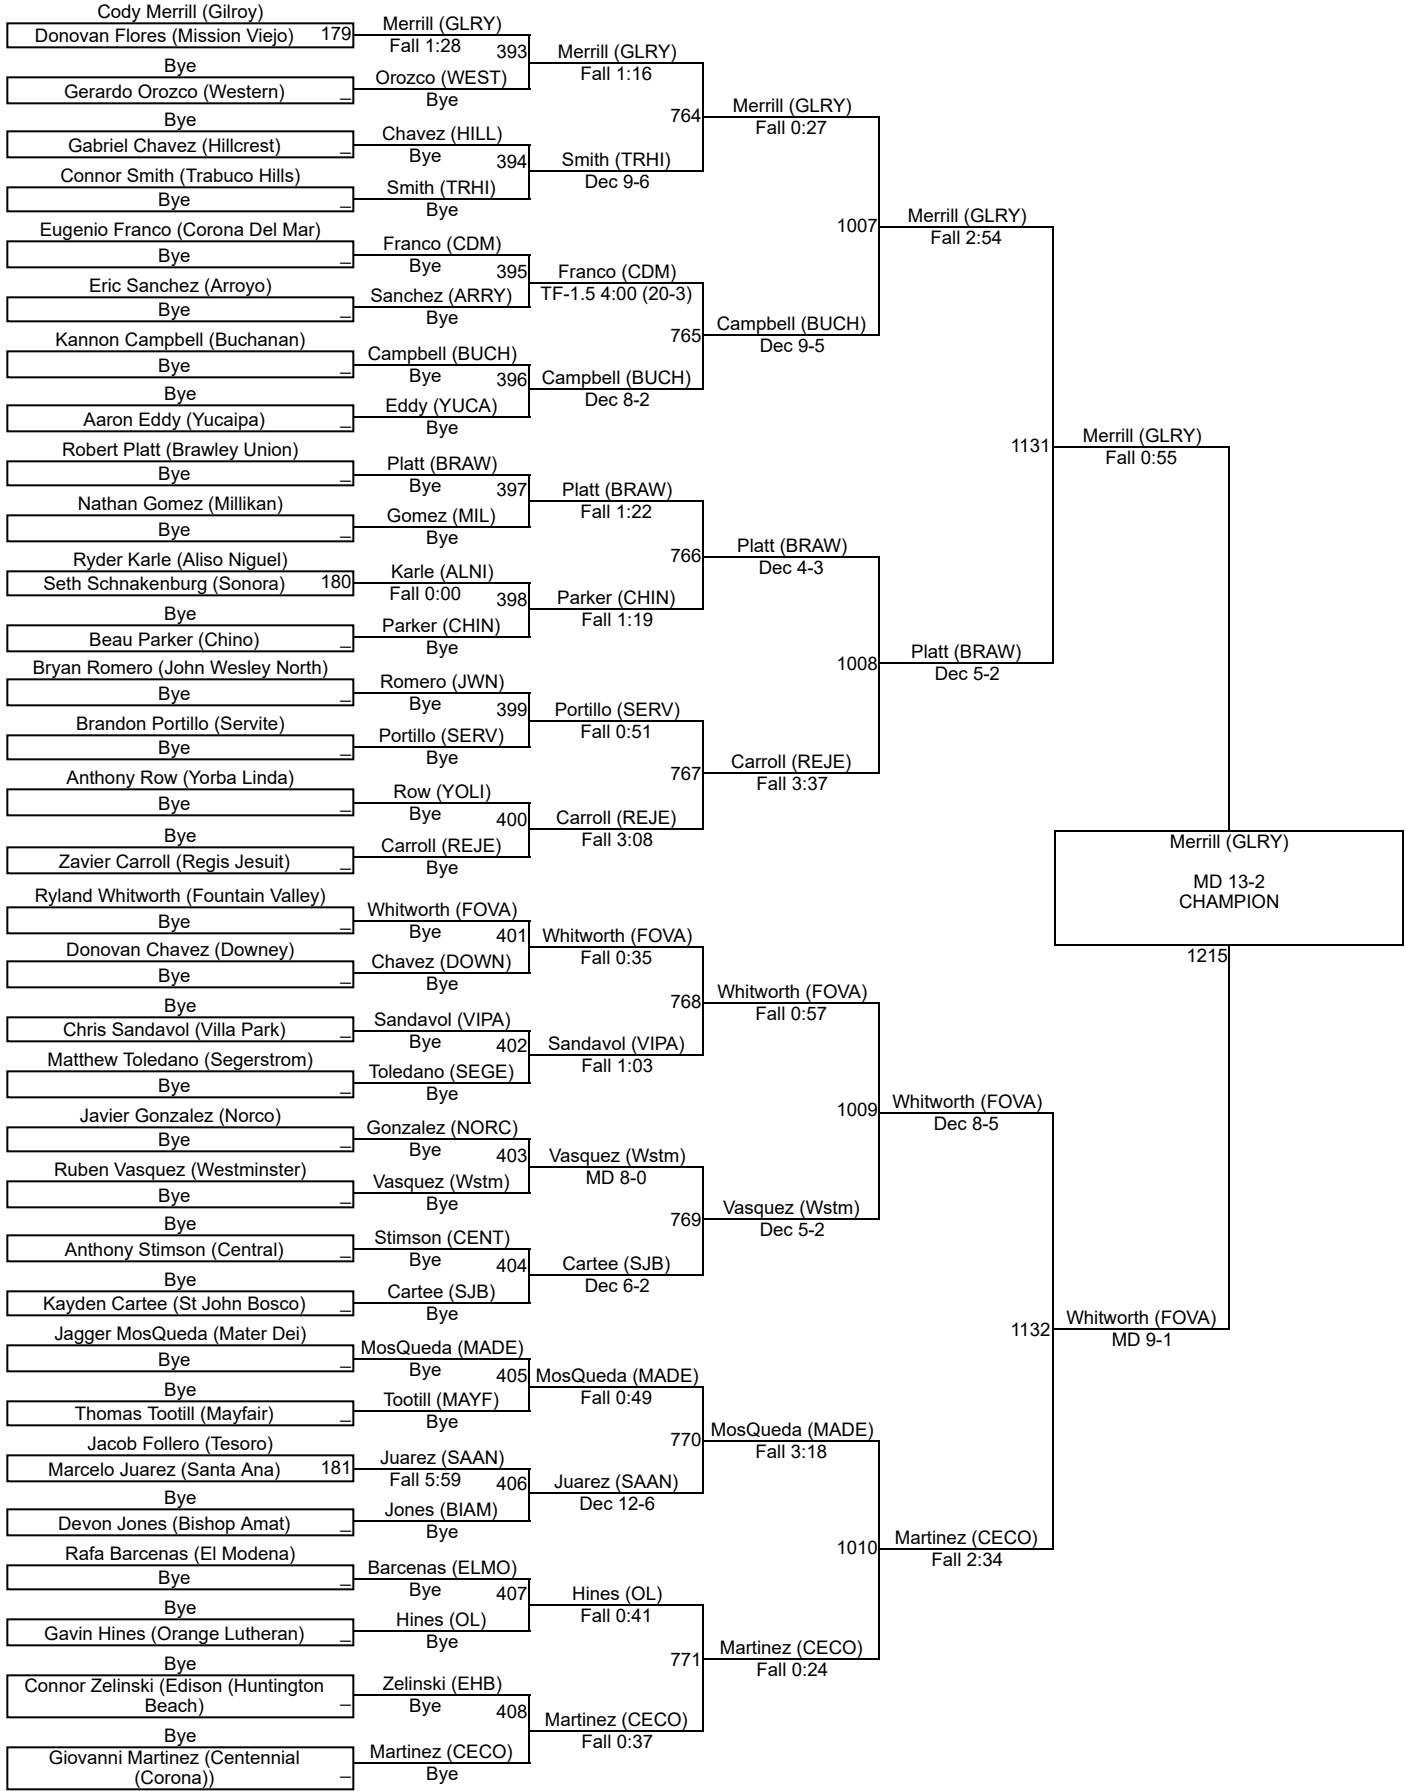 Cody Merrill (Gilroy)
Donovan Flores (Mission Viejo) 179
Bye
Gerardo Orozco (Western) _
Bye
Gabriel Chavez (Hillcrest) _
Connor Smith (Trabuco Hills)
Bye _
Eugenio Franco (Corona Del Mar)
Bye _
Eric Sanchez (Arroyo)
Bye _
Kannon Campbell (Buchanan)
Bye _
Bye
Aaron Eddy (Yucaipa) _
Robert Platt (Brawley Union)
Bye _
Nathan Gomez (Millikan)
Bye _
Ryder Karle (Aliso Niguel)
Seth Schnakenburg (Sonora) 180
Bye
Beau Parker (Chino) _
Bryan Romero (John Wesley North)
Bye _
Brandon Portillo (Servite)
Bye _
Anthony Row (Yorba Linda)
Bye _
Bye
Zavier Carroll (Regis Jesuit) _
Ryland Whitworth (Fountain Valley)
Bye _
Donovan Chavez (Downey)
Bye _
Bye
Chris Sandavol (Villa Park) _
Matthew Toledano (Segerstrom)
Bye _
Javier Gonzalez (Norco)
Bye _
Ruben Vasquez (Westminster)
Bye _
Bye
Anthony Stimson (Central) _
Bye
Kayden Cartee (St John Bosco) _
Jagger MosQueda (Mater Dei)
Bye _
Bye
Thomas Tootill (Mayfair) _
Jacob Follero (Tesoro)
Marcelo Juarez (Santa Ana) 181
Bye
Devon Jones (Bishop Amat) _
Rafa Barcenas (El Modena)
Bye _
Bye
Gavin Hines (Orange Lutheran) _
Bye
Connor Zelinski (Edison (Huntington
Beach) _
Bye
Giovanni Martinez (Centennial
(Corona)) _
Merrill (GLRY)
Fall 1:28
393
Orozco (WEST)
Bye
Chavez (HILL)
Bye
394
Smith (TRHI)
Bye
Franco (CDM)
Bye
395
Sanchez (ARRY)
Bye
Campbell (BUCH)
Bye
396
Eddy (YUCA)
Bye
Platt (BRAW)
Bye
397
Gomez (MIL)
Bye
Karle (ALNI)
Fall 0:00
398
Parker (CHIN)
Bye
Romero (JWN)
Bye
399
Portillo (SERV)
Bye
Row (YOLI)
Bye
400
Carroll (REJE)
Bye
Whitworth (FOVA)
Bye
401
Chavez (DOWN)
Bye
Sandavol (VIPA)
Bye
402
Toledano (SEGE)
Bye
Gonzalez (NORC)
Bye
403
Vasquez (Wstm)
Bye
Stimson (CENT)
Bye
404
Cartee (SJB)
Bye
MosQueda (MADE)
Bye
405
Tootill (MAYF)
Bye
Juarez (SAAN)
Fall 5:59
406
Jones (BIAM)
Bye
Barcenas (ELMO)
Bye
407
Hines (OL)
Bye
Zelinski (EHB)
Bye
408
Martinez (CECO)
Bye
Merrill (GLRY)
Fall 1:16
764
Smith (TRHI)
Dec 9-6
Franco (CDM)
TF-1.5 4:00 (20-3)
765
Campbell (BUCH)
Dec 8-2
Platt (BRAW)
Fall 1:22
766
Parker (CHIN)
Fall 1:19
Portillo (SERV)
Fall 0:51
767
Carroll (REJE)
Fall 3:08
Whitworth (FOVA)
Fall 0:35
768
Sandavol (VIPA)
Fall 1:03
Vasquez (Wstm)
MD 8-0
769
Cartee (SJB)
Dec 6-2
MosQueda (MADE)
Fall 0:49
770
Juarez (SAAN)
Dec 12-6
Hines (OL)
Fall 0:41
771
Martinez (CECO)
Fall 0:37
Merrill (GLRY)
Fall 0:27
1007
Campbell (BUCH)
Dec 9-5
Platt (BRAW)
Dec 4-3
1008
Carroll (REJE)
Fall 3:37
Whitworth (FOVA)
Fall 0:57
1009
Vasquez (Wstm)
Dec 5-2
MosQueda (MADE)
Fall 3:18
1010
Martinez (CECO)
Fall 0:24
Merrill (GLRY)
Fall 2:54
1131
Platt (BRAW)
Dec 5-2
Whitworth (FOVA)
Dec 8-5
1132
Martinez (CECO)
Fall 2:34
Merrill (GLRY)
Fall 0:55
Merrill (GLRY)
MD 13-2
CHAMPION
1215
Whitworth (FOVA)
MD 9-1